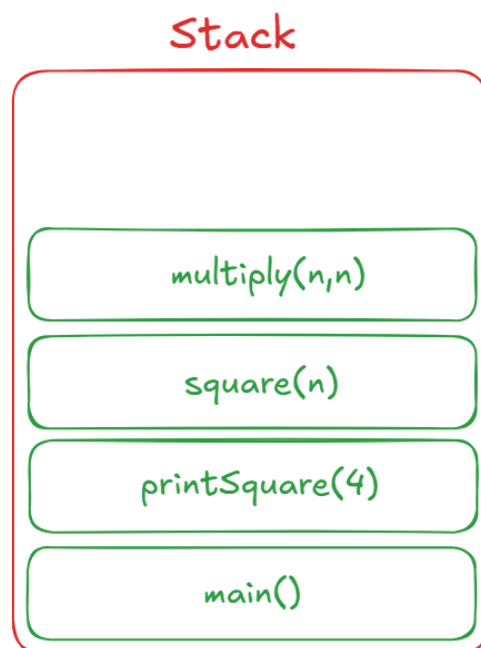 Stack
multiply(n,n)
square(n)
printSquare(4)
main()